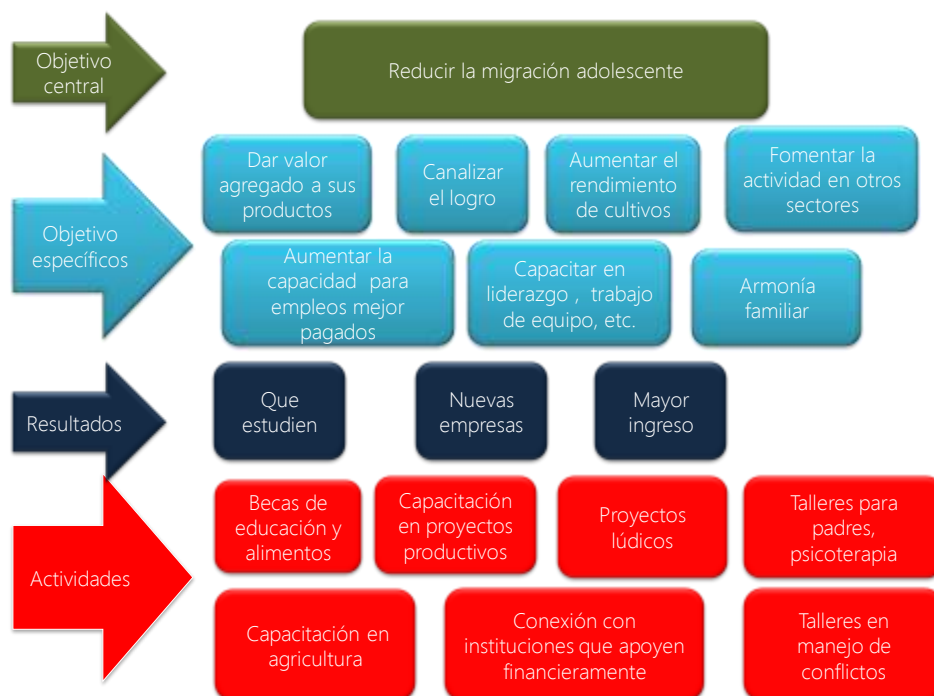 Objetivo
central
Reducir la migración adolescente
Objetivo
específicos
Dar valor
agregado a sus
productos
Canalizar
el logro
Aumentar el
rendimiento
de cultivos
Fomentar la
actividad en otros
sectores
Aumentar la
capacidad para
empleos mejor
pagados
Capacitar en
liderazgo , trabajo
de equipo, etc.
Armonía
familiar
Resultados
Que
estudien
Nuevas
empresas
Mayor
ingreso
Actividades
Becas de
educación y
alimentos
Capacitación
en proyectos
productivos
Proyectos
lúdicos
Talleres para
padres,
psicoterapia
Capacitación en
agricultura
Conexión con
instituciones que apoyen
financieramente
Talleres en
manejo de
conflictos